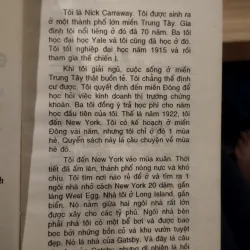 Tôi là Nick Carraway. Tôi được sinh ra
ở một thành phố lớn miền Trung Tây. Gia
đình tôi nổi tiếng ở đó đã 70 năm. Ba tôi
học đại học Yale và tôi cũng đã học ở đó.
Tôi tốt nghiệp đại học năm 1915 và rồi
tham gia thế chiến I.
Khi tôi giải ngũ, cuộc sống ở miền
Trung Tây thật buồn tẻ. Tôi chẳng thể định
cư được. Tôi quyết định đến miền Đông để
học hỏi việc kinh doanh thị trường chứng
khoán. Ba tôi đồng ý trả học phí cho năm
học đầu tiên của tôi. Thế là năm 1922, tôi
đến New York. Tôi có kế hoạch ở miền
Đông vài năm, nhưng tôi chỉ ở đó 1 mùa
hè, Quyển sách này là câu chuyện về mùa
hè đó.
Tôi đến New York vào mùa xuân. Thời
tiết đã ấm lên, thành phố nóng nực và khó
chịu. Tôi tìm nơi nào rẻ để ở và tìm ra 1
ngôi nhà nhỏ cách New York 20 dặm, gần
làng West Egg. Nhà tôi ở Long Island, gần
biển. Nó nằm giữa hai ngôi nhà rất lớn
được xây cho các tỷ phú. Ngôi nhà bên
phải nhà tôi có một bể bơi và được bao
bọc bởi những bồn cỏ và khu vườn tuyệt
đẹp. Nó là nhà của Gatsby. Và đây là câu